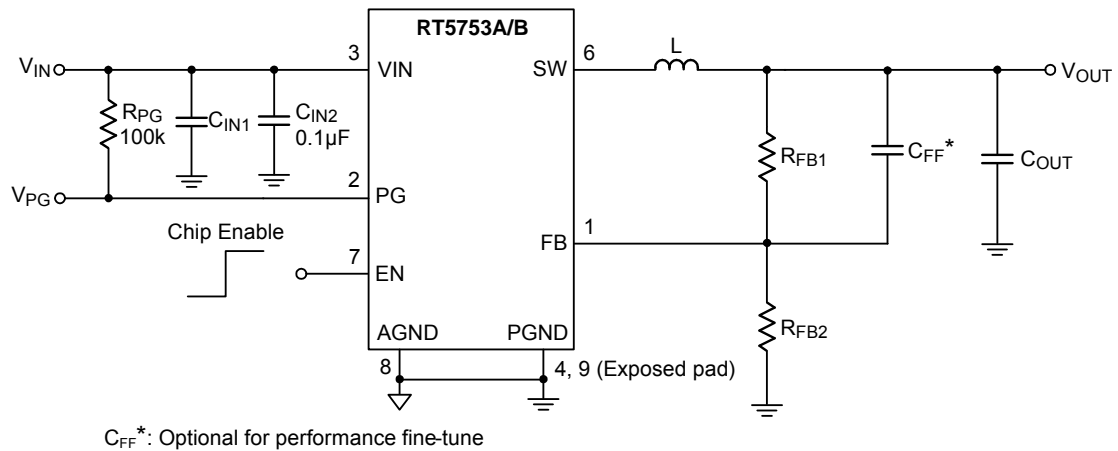 RT5753A/B
VIN
3
VIN
SW
6
L
VOUT
RPG
100k
CIN1
CIN2
0.1µF
RFB1
CFF*
COUT
VPG
2
PG
Chip Enable
FB
1
7
EN
AGND
PGND
RFB2
8
4, 9 (Exposed pad)
CFF*: Optional for performance fine-tune